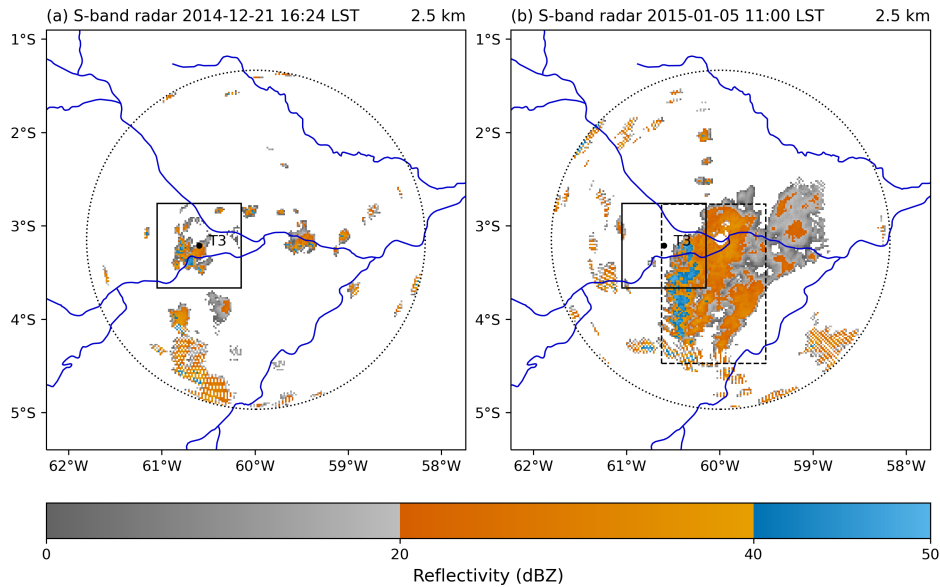 (a) S-band radar 2014-12-21 16:24 LST 2.5 km
(b) S-band radar 2015-01-05 11:00 LST 2.5 km
1°S
2°S
3°S
4°S
5°S
T3
62°W 61°W 60°W 59°W 58°W
1°S
2°S
3°S
4°S
5°S
T3
62°W 61°W 60°W 59°W 58°W
0 20 40 50
Reflectivity (dBZ)